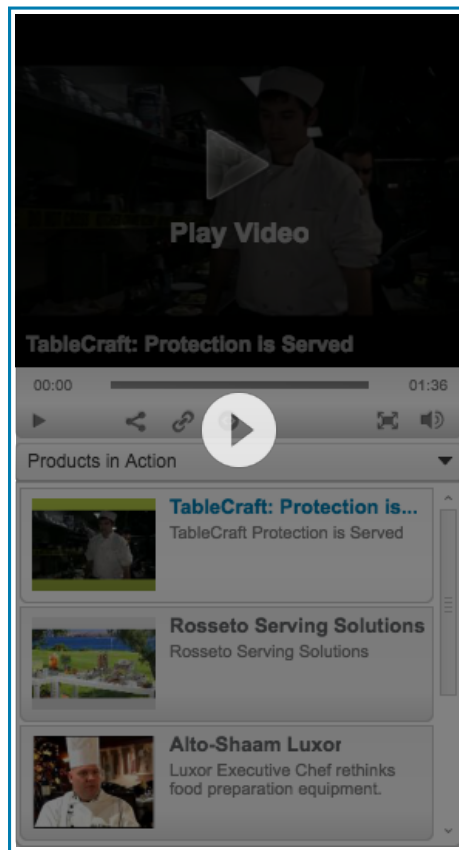 Play Video
TableCraft: Protection is Served
00:00
01:36
Products in Action
TableCraft: Protection is...
TableCraft Protection is Served
Rosseto Serving Solutions
Rosseto Serving Solutions
Alto-Shaam Luxor
Luxor Executive Chef rethinks
food preparation equipment.